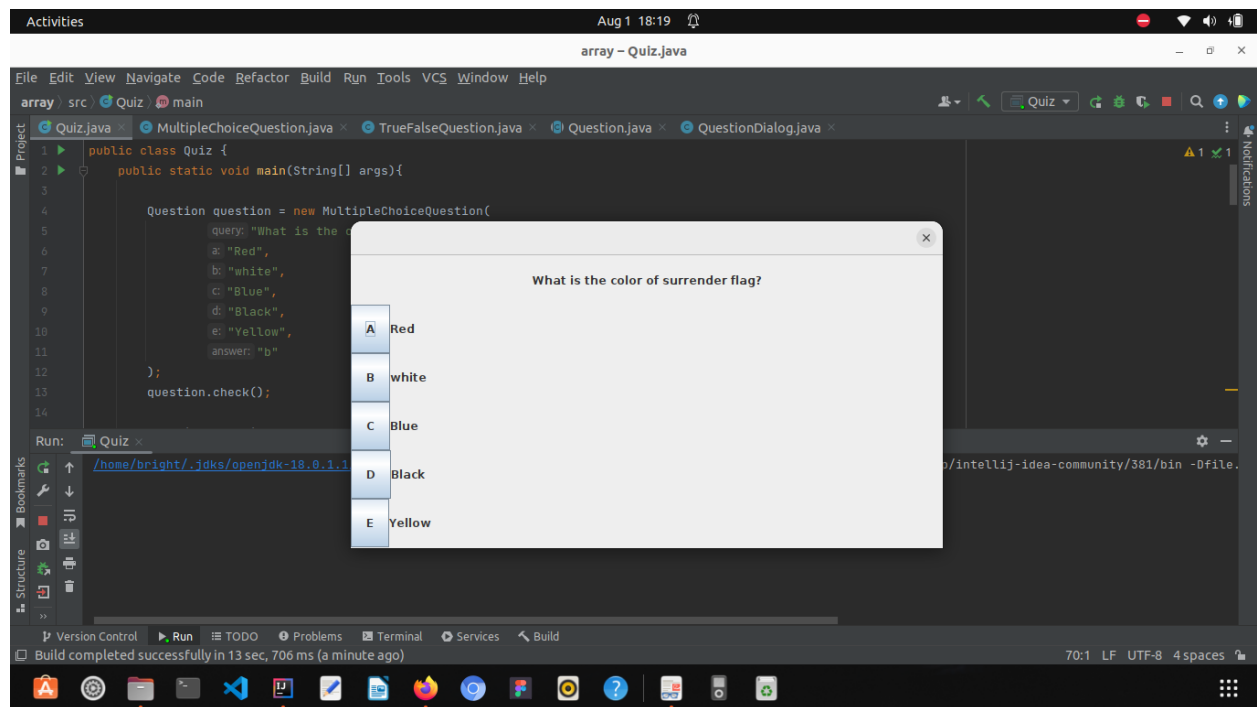 Activities
Aug 1 18:19
array – Quiz.java
File Edit View Navigate Code Refactor Build Run Tools VCS Window Help
array src Quiz main
Quiz
Project
Quiz.java MultipleChoiceQuestion.java TrueFalseQuestion.java Question.java QuestionDialog.java
1 public class Quiz {
1 1
2 public static void main(String[] args){
Notifications
3
4 Question question = new MultipleChoiceQuestion(
5 query: "What is the
6 a: "Red",
7 b: "white",
8 c: "Blue",
9 d: "Black",
10 e: "Yellow",
11 answer: "b"
12 );
13 question.check();
14
What is the color of surrender flag?
A Red
B white
C Blue
D Black
E Yellow
Run: Quiz
/home/bright/.jdks/openjdk-18.0.1.1
/intellij-idea-community/381/bin -Dfile.
Bookmarks
Structure
Version Control Run TODO Problems Terminal Services Build
Build completed successfully in 13 sec, 706 ms (a minute ago)
70:1 LF UTF-8 4 spaces